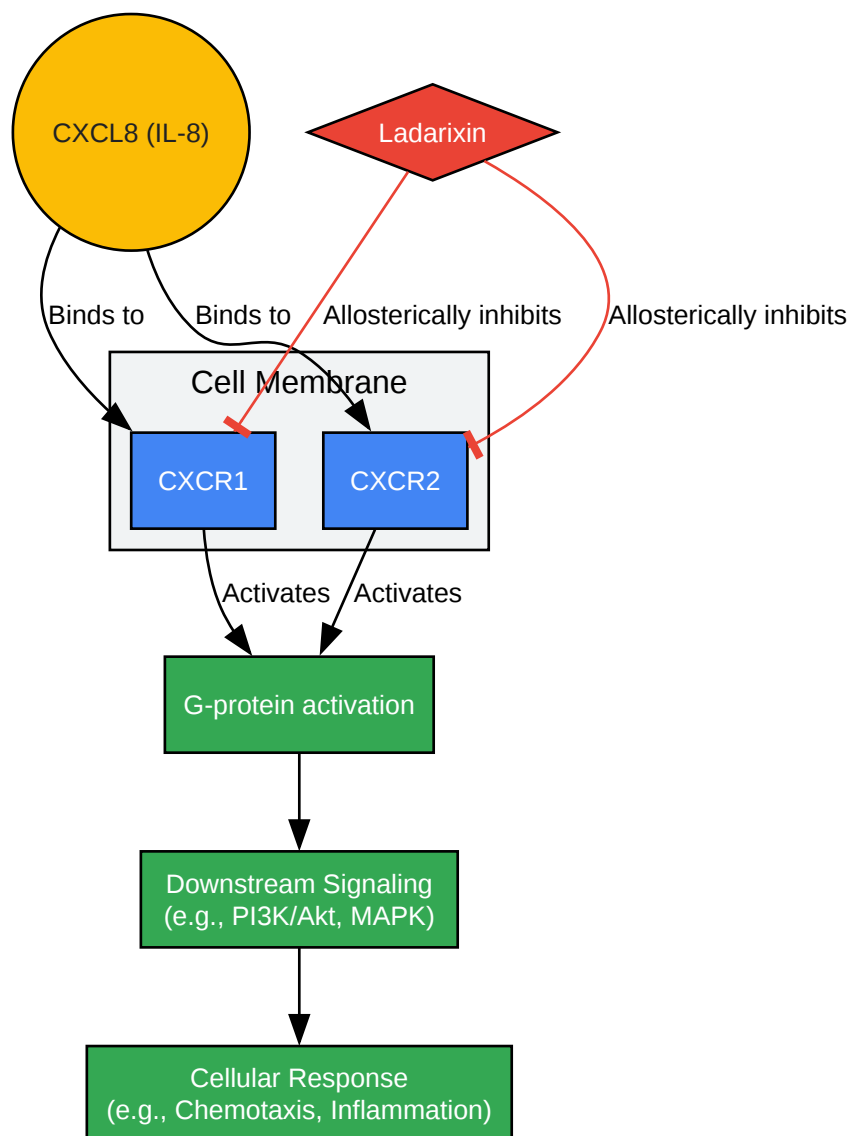 CXCL8 (IL-8)
Ladarixin
Binds to
Binds to
Allosterically inhibits
Allosterically inhibits
Cell Membrane
CXCR1
CXCR2
Activates
Activates
G-protein activation
Downstream Signaling
(e.g., PI3K/Akt, MAPK)
Cellular Response
(e.g., Chemotaxis, Inflammation)